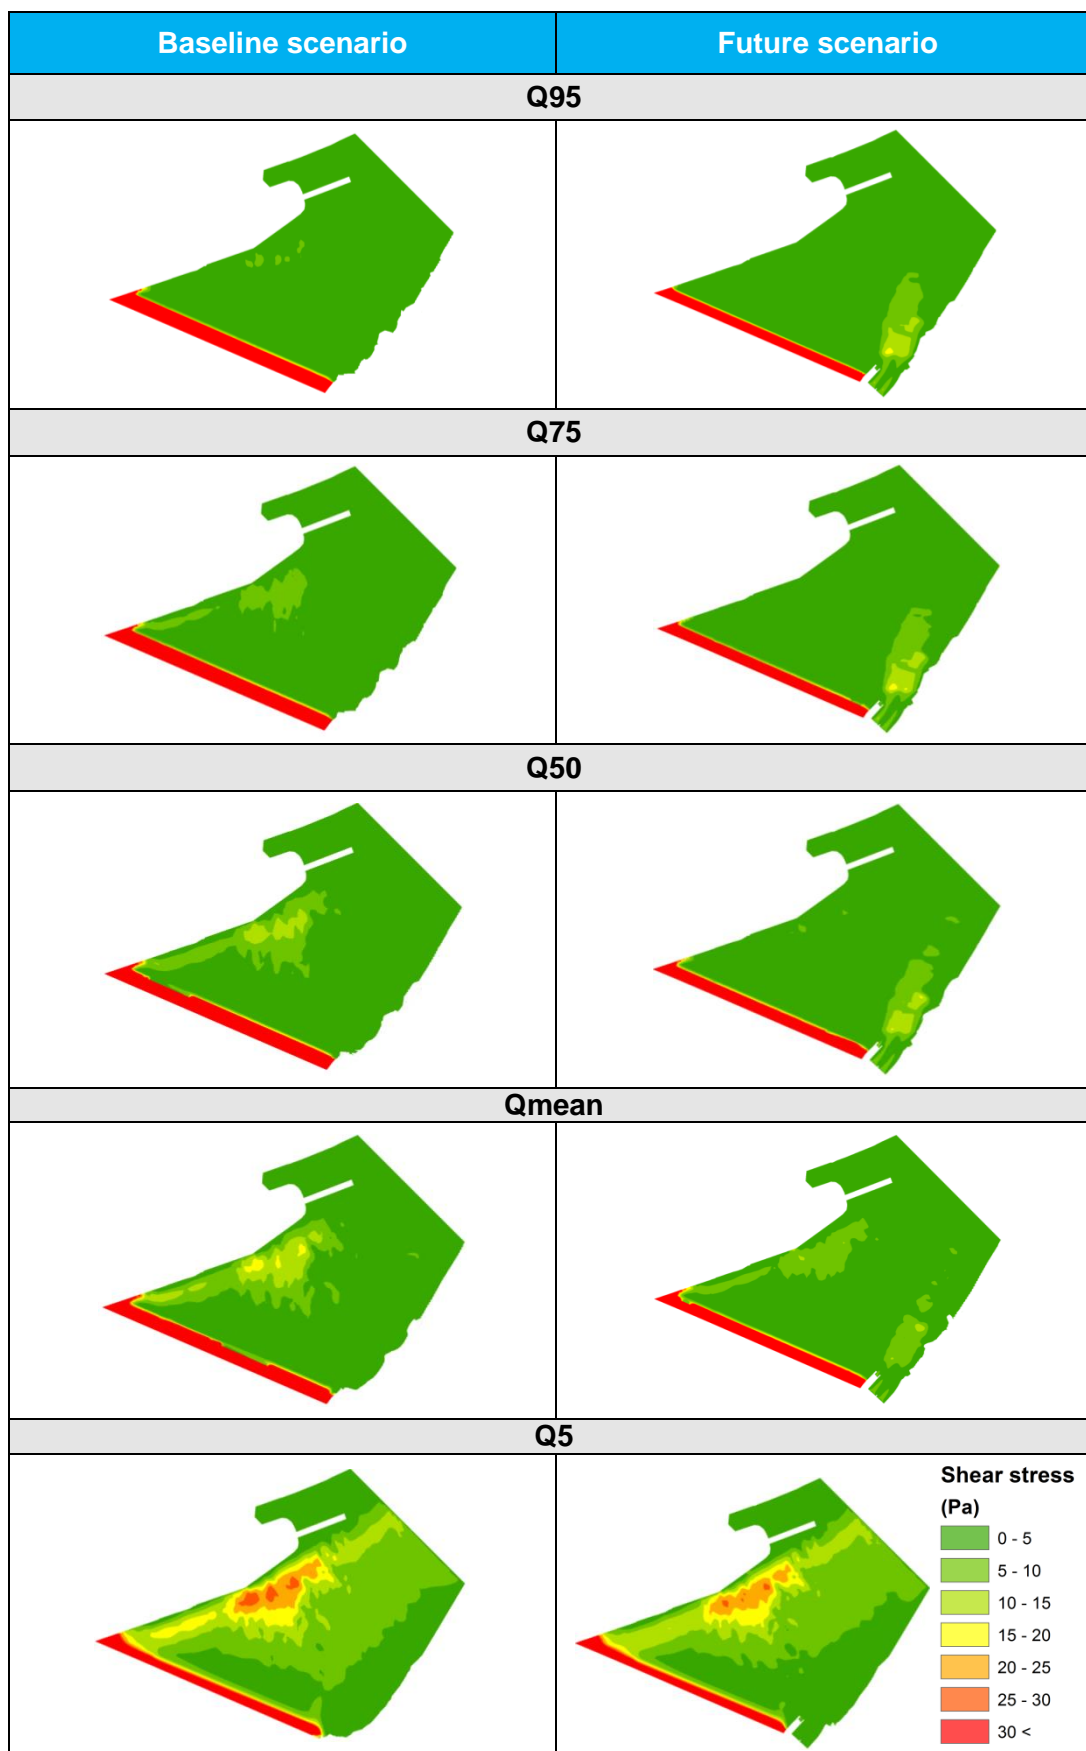 Baseline scenario
Future scenario
Q95
Q75
Q50
Qmean
Q5
Shear stress
(Pa)
0 - 5
5 - 10
10 - 15
15 - 20
20 - 25
25 - 30
30 <